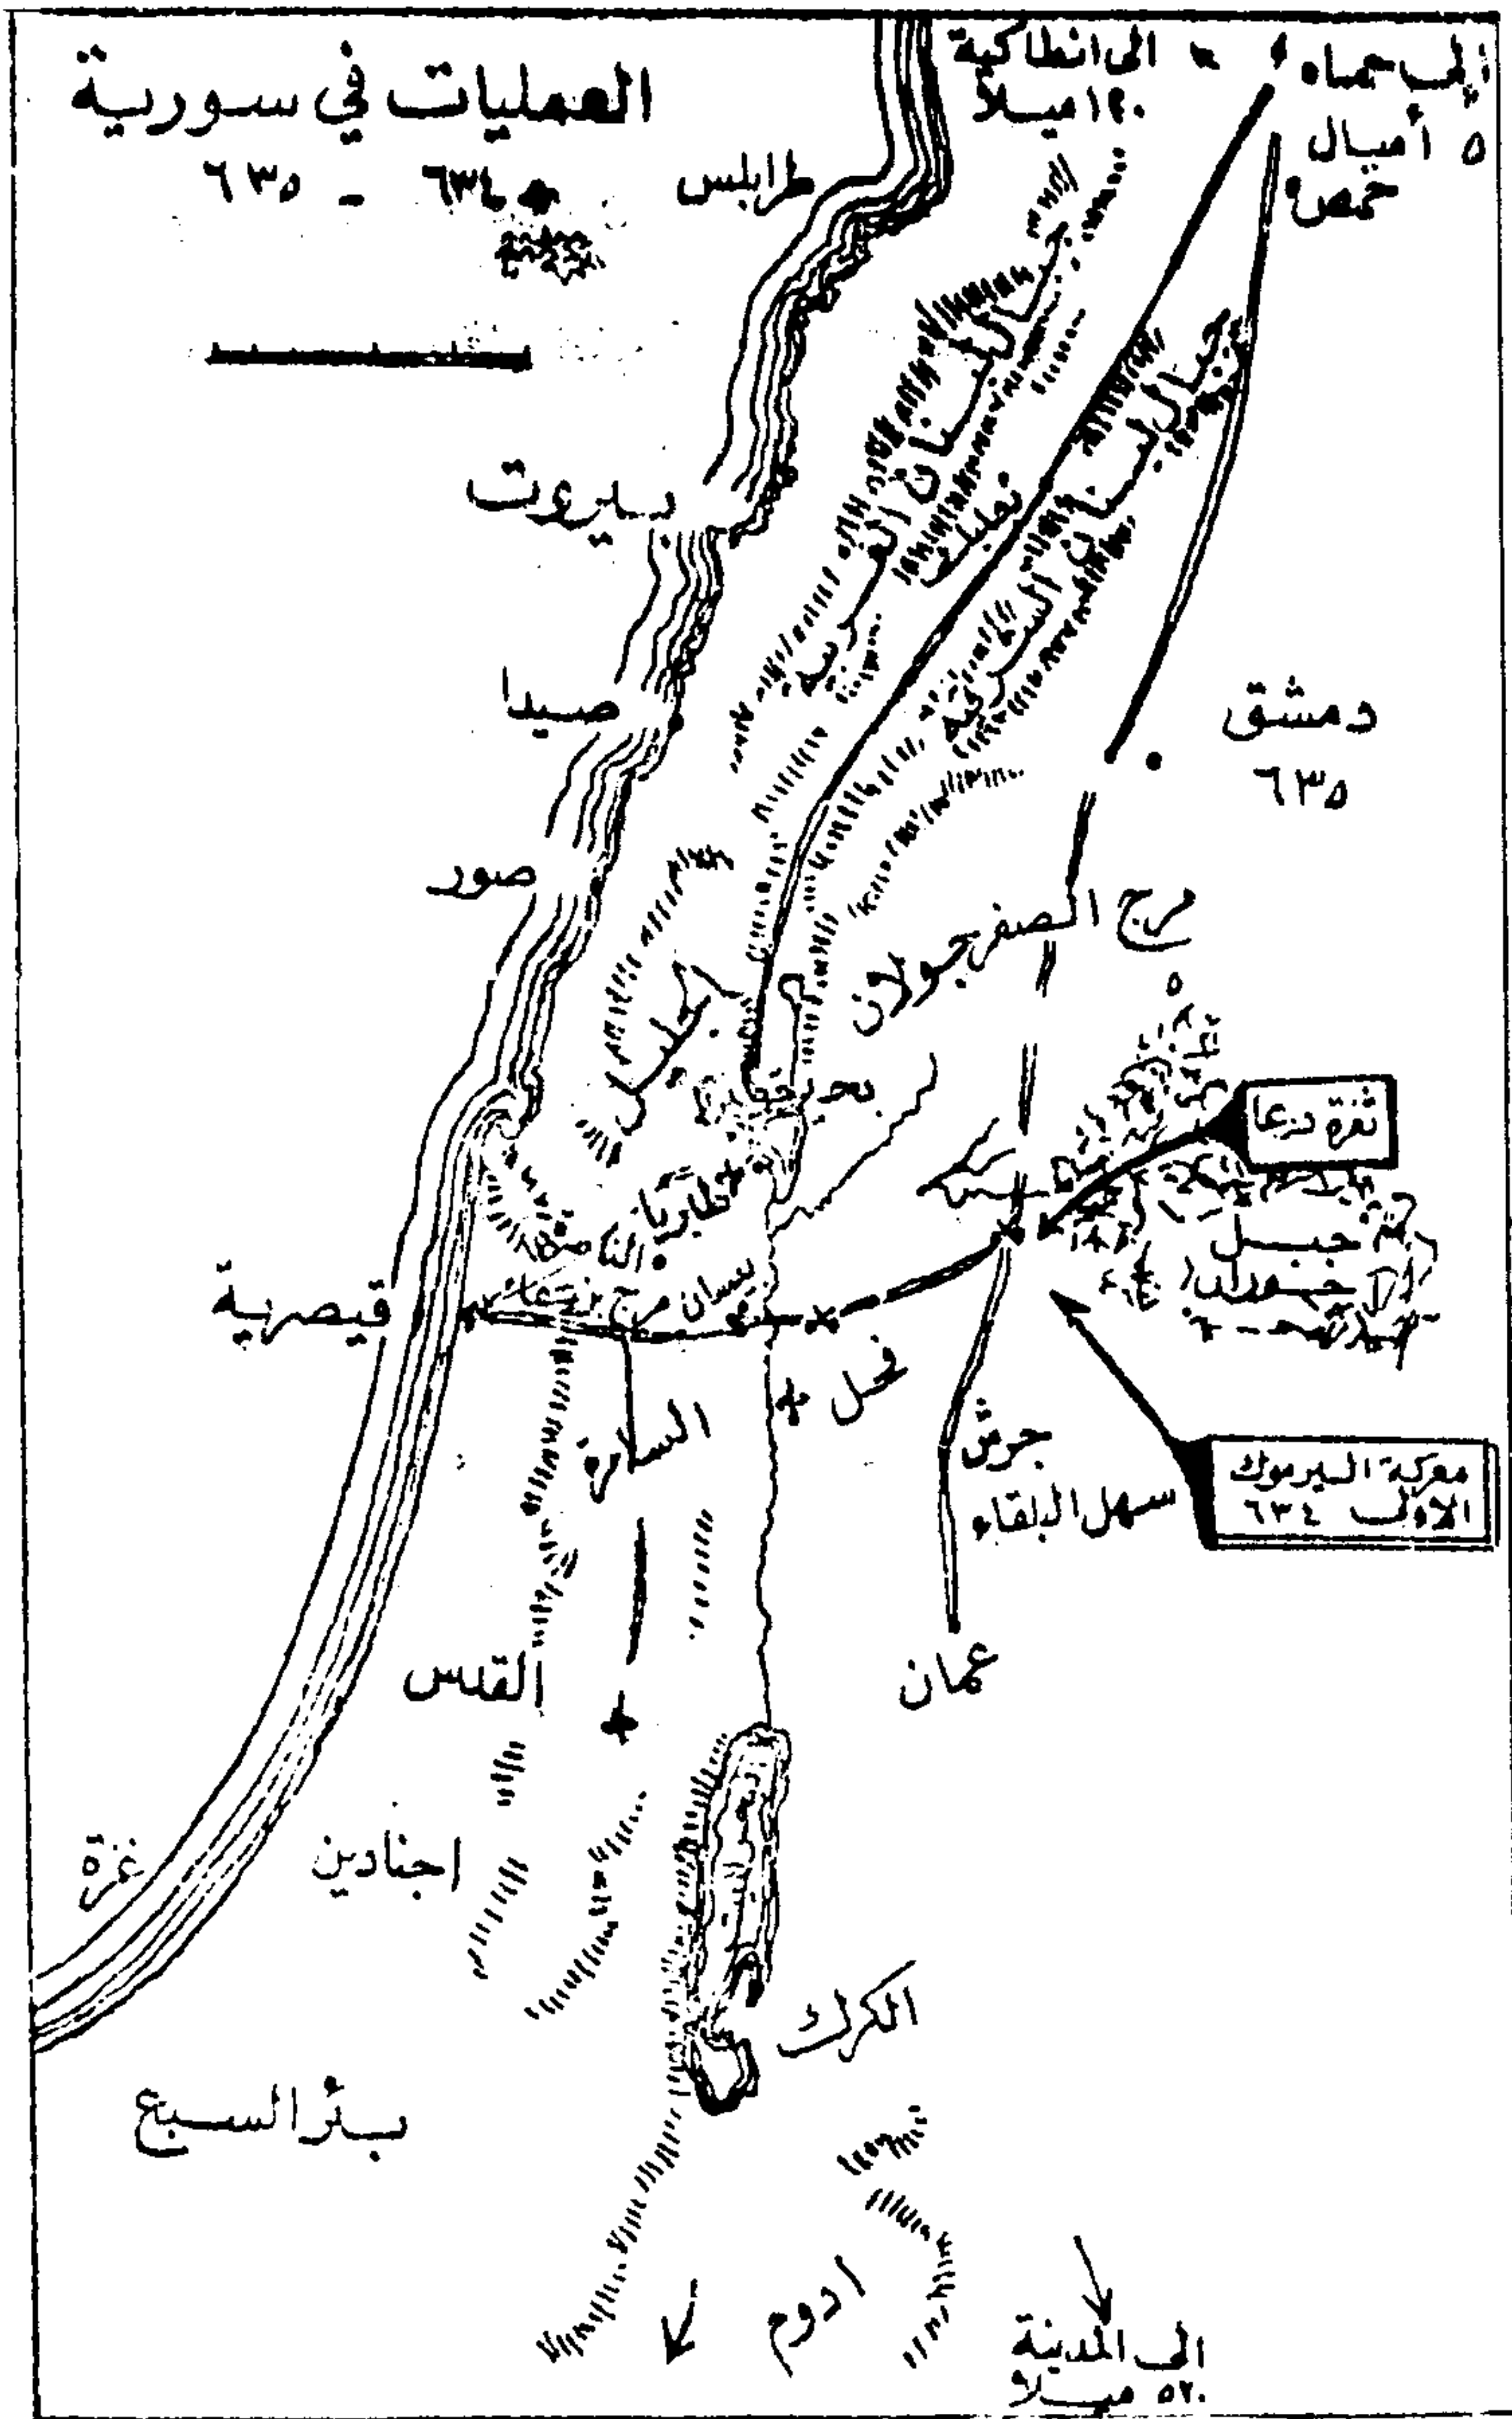 العمليات في سورية
٦٣٤ - ٦٣٥
الى انطاكية
١٢٠ ميلاً
إلى حماه
٥ أميال
حمص
طرابلس
جبال لبنان الغربية
جبال لبنان الشرقية
بعلبك
بيروت
صيدا
دمشق
٦٣٥
صور
مرج الصفر
جولان
الجليل
بحيرة
طبريا
ثغرة درعا
جبل
حوران
الناصرة
بيسان
مرج
قيصرية
فحل
السامرة
جرش
سهل البلقاء
معركة اليرموك
الاولى ٦٣٤
القدس
عمان
اجنادين
غزة
الكرك
بئر السبع
ادوم
الى المدينة
٥٢٠ ميلا